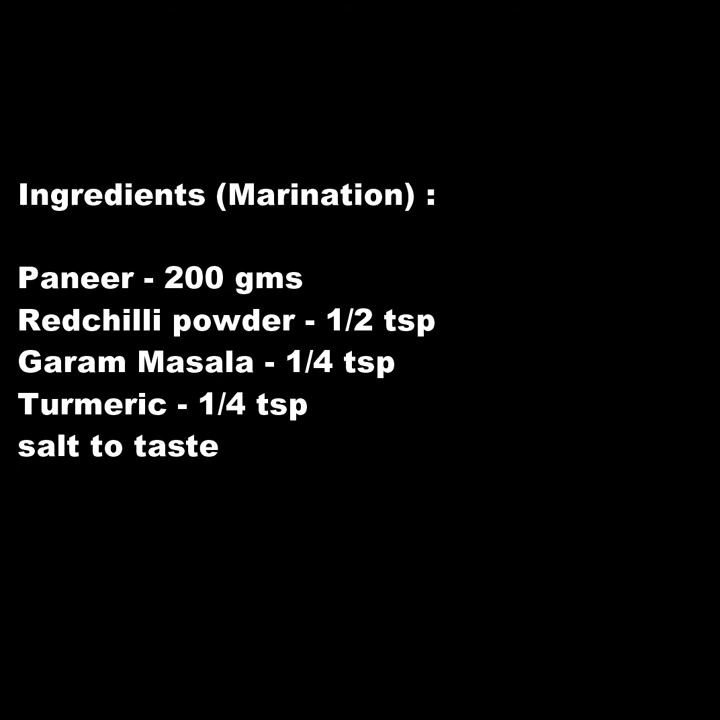 Ingredients (Marination) :
Paneer - 200 gms
Redchilli powder - 1/2 tsp
Garam Masala - 1/4 tsp
Turmeric - 1/4 tsp
salt to taste